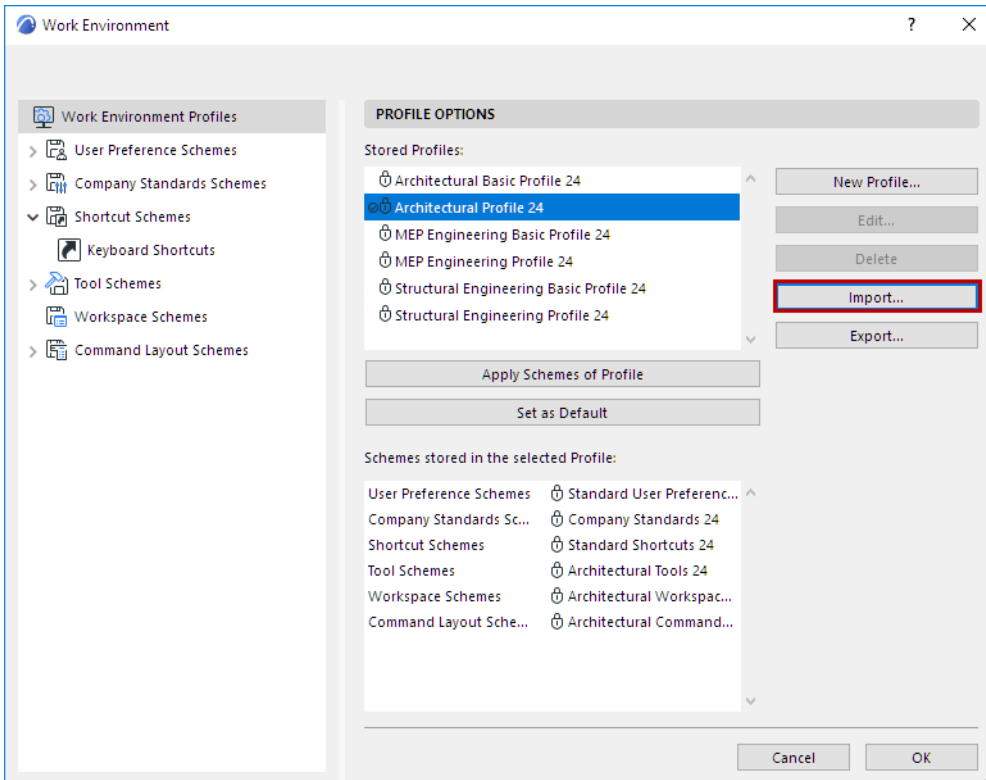 Work Environment
?
Work Environment Profiles
User Preference Schemes
Company Standards Schemes
Shortcut Schemes
Keyboard Shortcuts
Tool Schemes
Workspace Schemes
Command Layout Schemes
PROFILE OPTIONS
Stored Profiles:
Architectural Basic Profile 24
Architectural Profile 24
MEP Engineering Basic Profile 24
MEP Engineering Profile 24
Structural Engineering Basic Profile 24
Structural Engineering Profile 24
New Profile...
Edit...
Delete
Import...
Export...
Apply Schemes of Profile
Set as Default
Schemes stored in the selected Profile:
User Preference Schemes Standard User Preferenc...
Company Standards Sc... Company Standards 24
Shortcut Schemes Standard Shortcuts 24
Tool Schemes Architectural Tools 24
Workspace Schemes Architectural Workspac...
Command Layout Sche... Architectural Command...
Cancel
OK